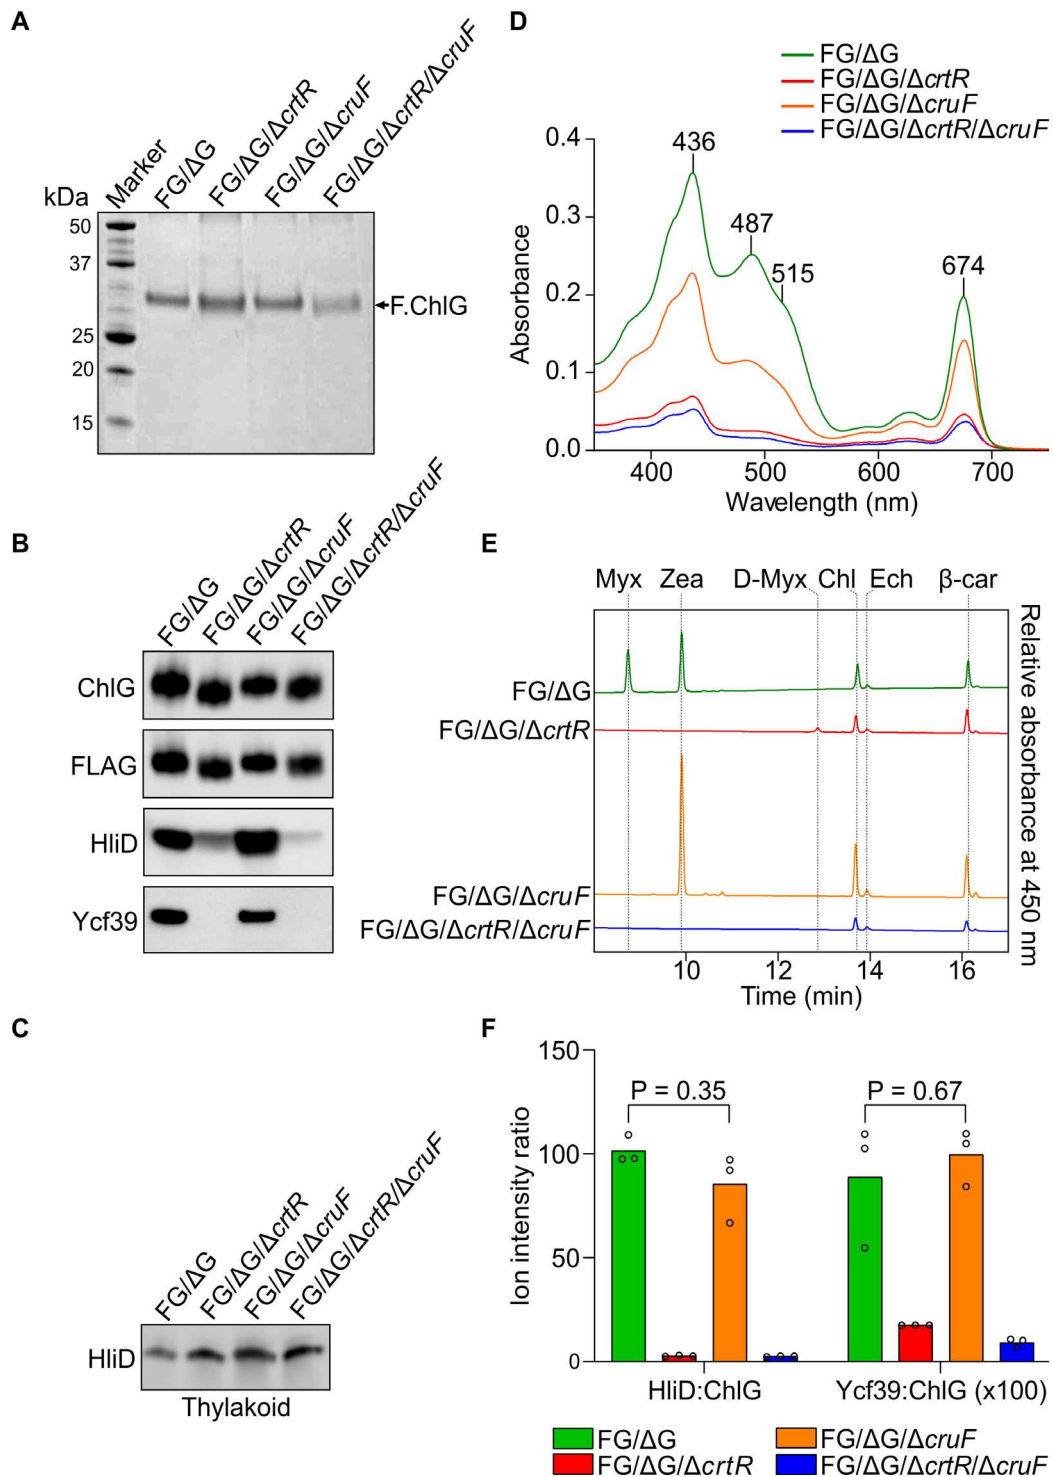 A
kDa
Marker
FG/ΔG
FG/ΔG/ΔcrtR
FG/ΔG/ΔcruF
FG/ΔG/ΔcrtR/ΔcruF
50
37
25
20
15
F.ChlG
B
FG/ΔG
FG/ΔG/ΔcrtR
FG/ΔG/ΔcruF
FG/ΔG/ΔcrtR/ΔcruF
ChlG
FLAG
HliD
Ycf39
C
FG/ΔG
FG/ΔG/ΔcrtR
FG/ΔG/ΔcruF
FG/ΔG/ΔcrtR/ΔcruF
HliD
Thylakoid
D
FG/ΔG
FG/ΔG/ΔcrtR
FG/ΔG/ΔcruF
FG/ΔG/ΔcrtR/ΔcruF
Absorbance
0.4
0.3
0.2
0.1
0.0
436
487
515
674
400 500 600 700
Wavelength (nm)
E
Myx Zea D-Myx Chl Ech β-car
FG/ΔG
FG/ΔG/ΔcrtR
FG/ΔG/ΔcruF
FG/ΔG/ΔcrtR/ΔcruF
Relative absorbance at 450 nm
10 12 14 16
Time (min)
F
Ion intensity ratio
150
100
50
0
P = 0.35
P = 0.67
HliD:ChlG Ycf39:ChlG (x100)
FG/ΔG FG/ΔG/ΔcruF
FG/ΔG/ΔcrtR FG/ΔG/ΔcrtR/ΔcruF